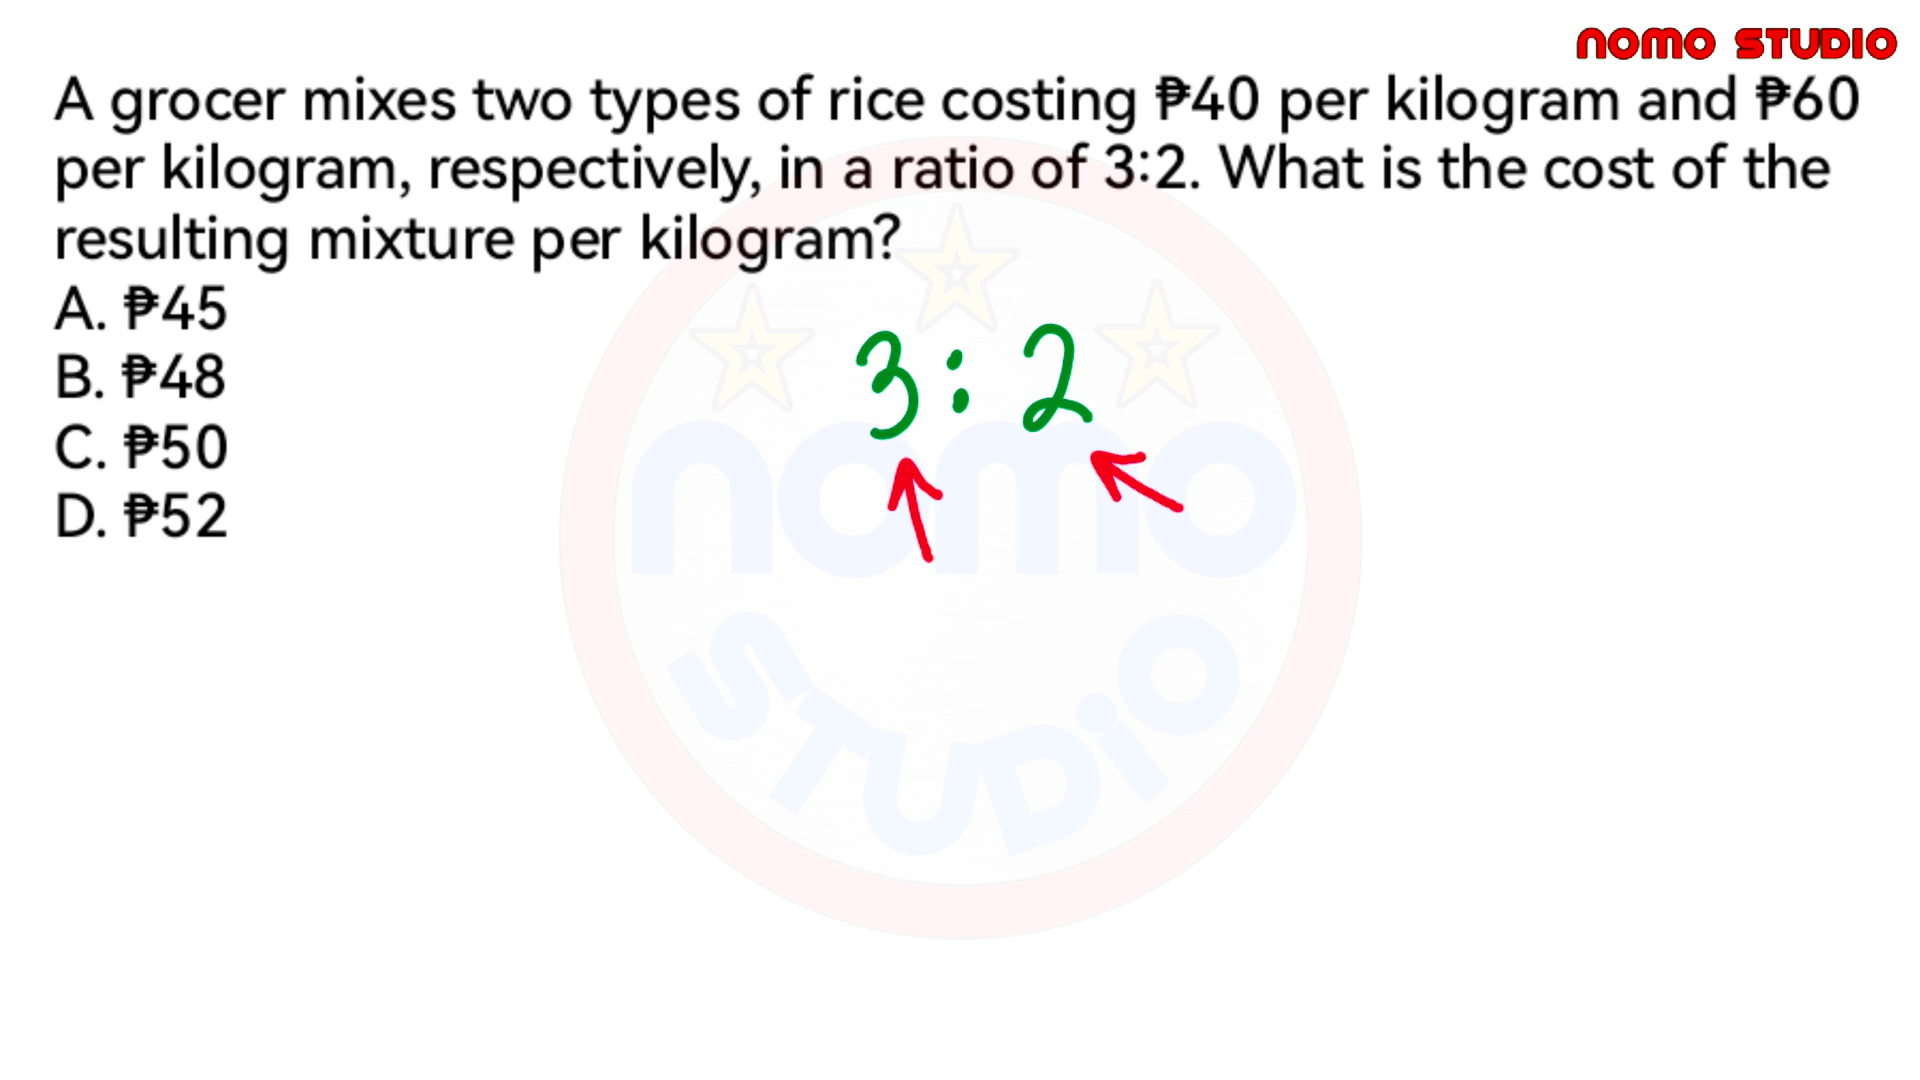 NOMO STUDIO
A grocer mixes two types of rice costing ₱40 per kilogram and ₱60
per kilogram, respectively, in a ratio of 3:2. What is the cost of the
resulting mixture per kilogram?
A. ₱45
B. ₱48
C. ₱50
D. ₱52
3 : 2
nomo
STUDiO